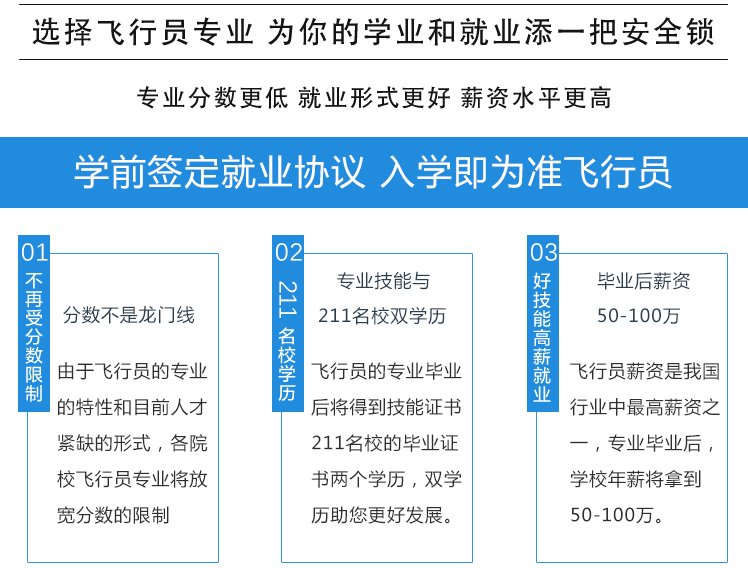 选择飞行员专业 为你的学业和就业添一把安全锁
专业分数更低 就业形式更好 薪资水平更高
学前签定就业协议 入学即为准飞行员
01
不再受分数限制
分数不是龙门线
由于飞行员的专业
的特性和目前人才
紧缺的形式，各院
校飞行员专业将放
宽分数的限制
02
211 名校学历
专业技能与
211名校双学历
飞行员的专业毕业
后将得到技能证书
211名校的毕业证
书两个学历，双学
历助您更好发展。
03
好技能高薪就业
毕业后薪资
50-100万
飞行员薪资是我国
行业中最高薪资之
一，专业毕业后，
学校年薪将拿到
50-100万。